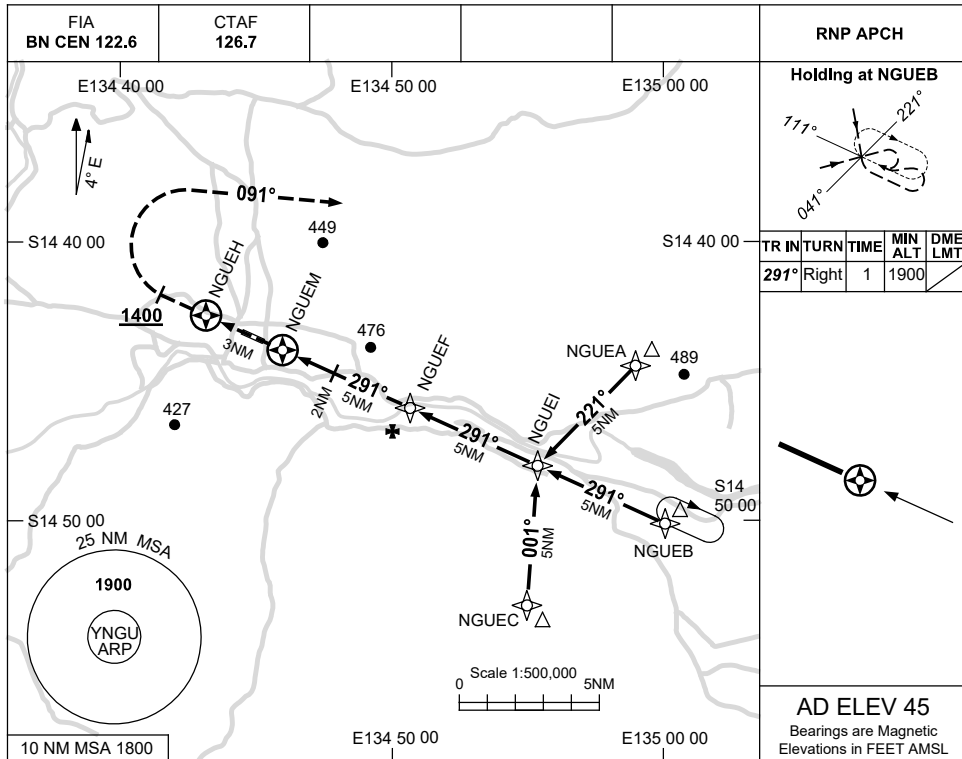 FIA
BN CEN 122.6
CTAF
126.7
RNP APCH
E134 40 00
E134 50 00
E135 00 00
Holding at NGUEB
111°
221°
041°
TR IN TURN TIME MIN ALT DME LMT
291° Right 1 1900
4° E
091°
449
S14 40 00
S14 40 00
NGUEH
NGUEM
1400
3NM
476
NGUEF
NGUEA
489
427
2NM
291°
5NM
NGUEI
221°
5NM
291°
5NM
291°
5NM
S14
50 00
S14 50 00
001°
5NM
NGUEB
NGUEC
25 NM MSA
1900
YNGU
ARP
Scale 1:500,000
0 5NM
10 NM MSA 1800
E134 50 00
E135 00 00
AD ELEV 45
Bearings are Magnetic
Elevations in FEET AMSL